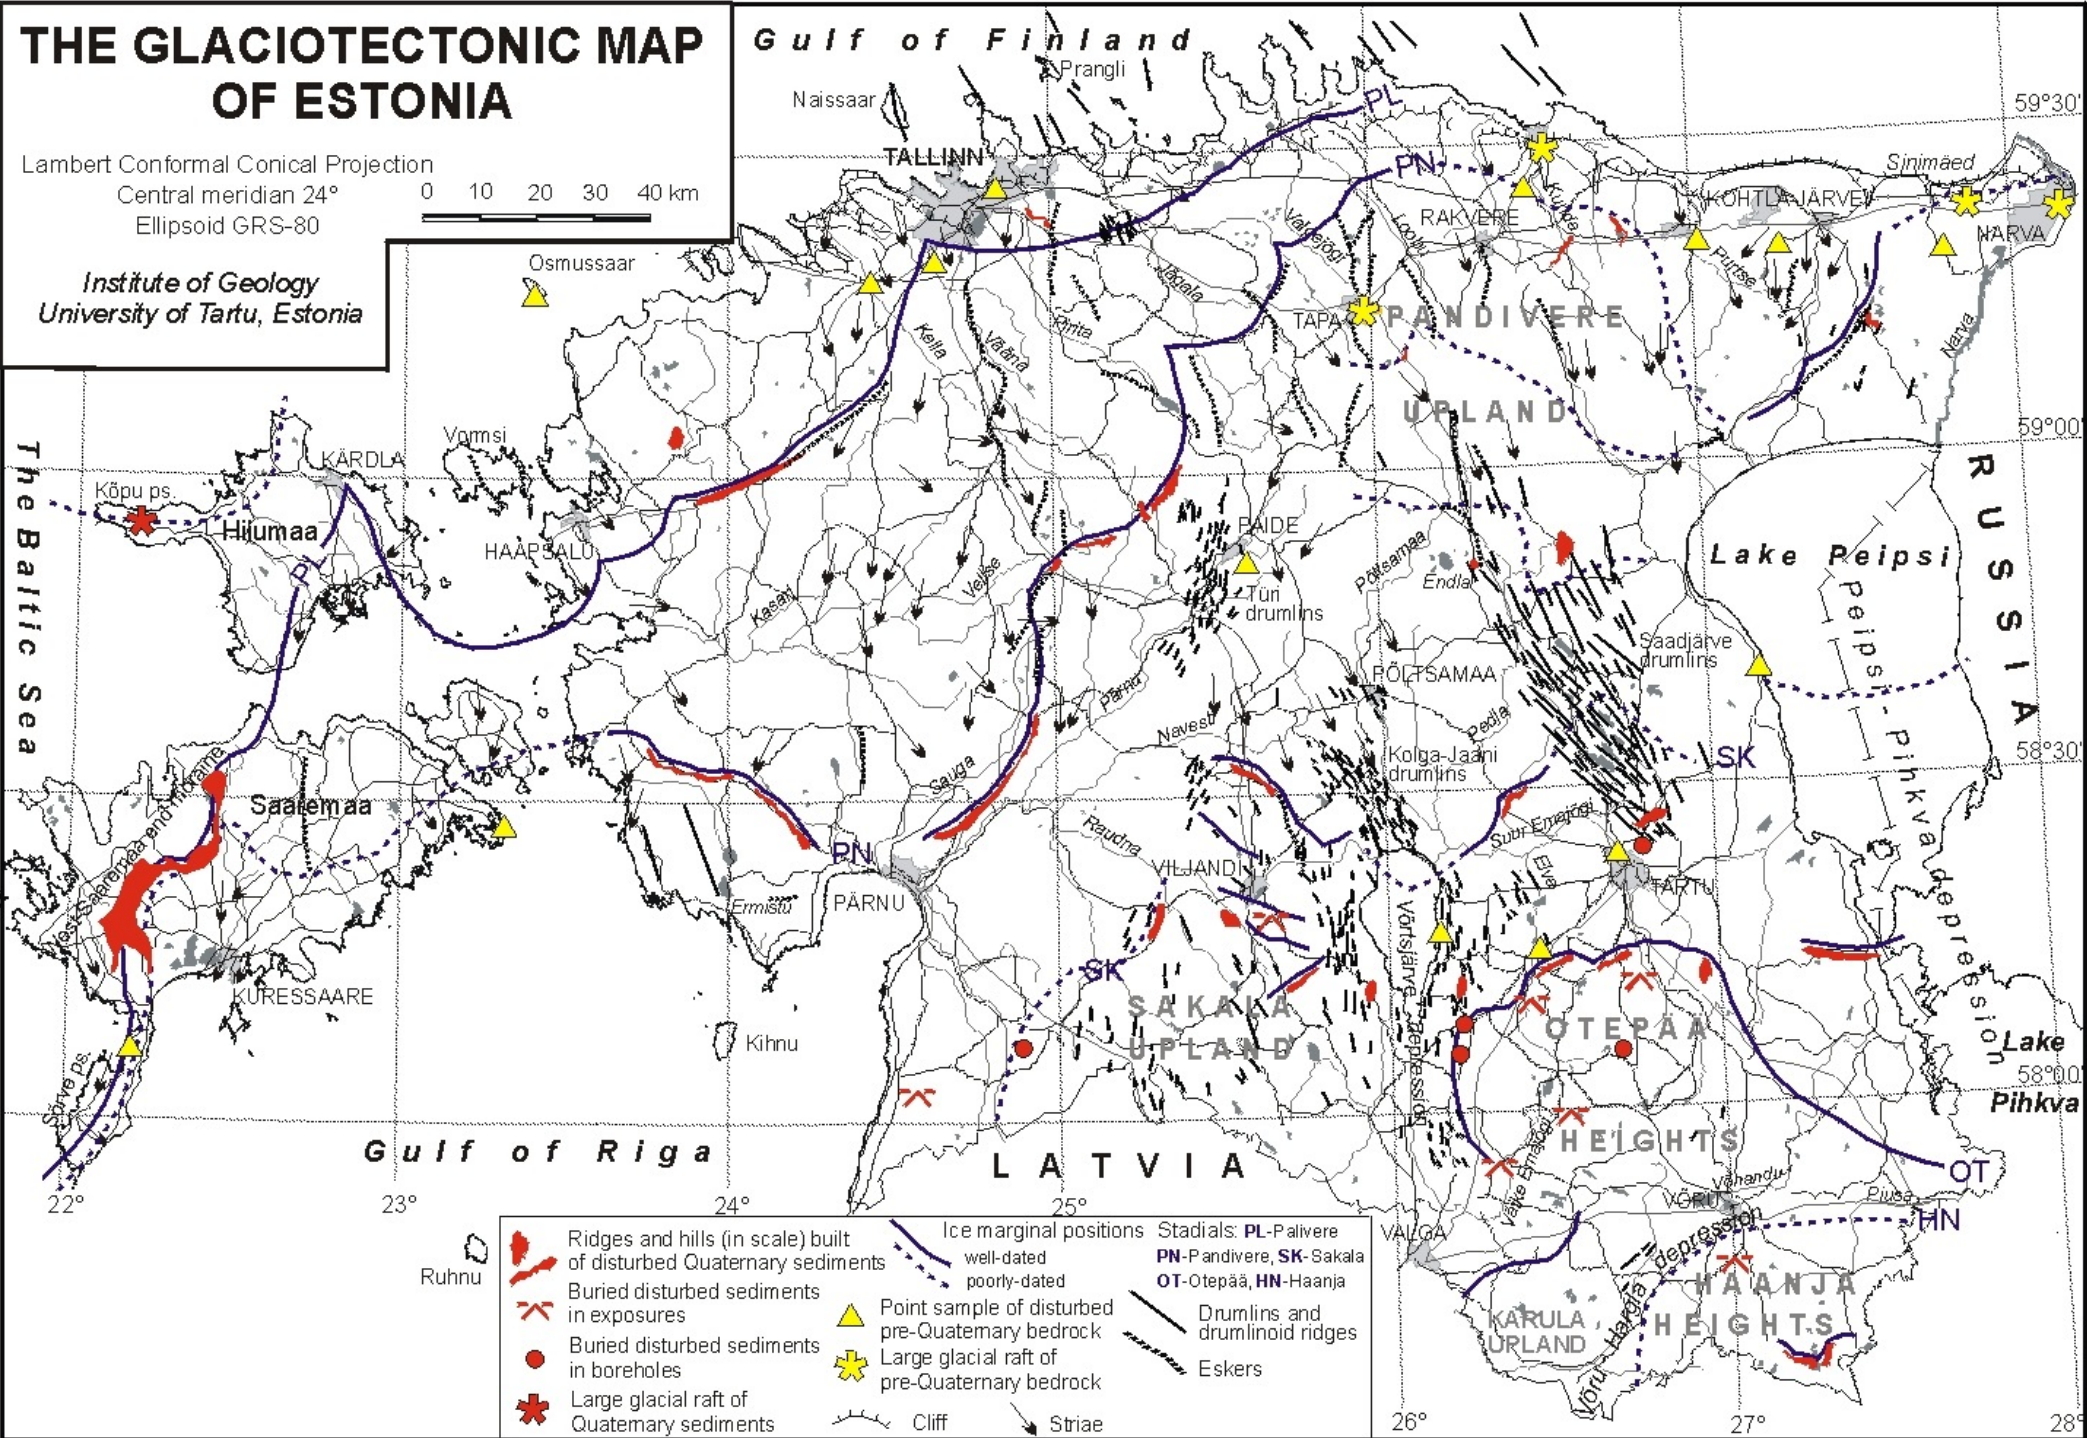 THE GLACIOTECTONIC MAP
OF ESTONIA
Lambert Conformal Conical Projection
Central meridian 24°
Ellipsoid GRS-80
0 10 20 30 40 km
Institute of Geology
University of Tartu, Estonia
Gulf of Finland
Prangli
Naissaar
TALLINN
PL
PN
59°30'
Sinimäed
KOHTLA-JÄRVE
NARVA
RAKVERE
Kunda
Loobu
Valgejõgi
Jägala
Purtse
Narva
Osmussaar
Keila
Vääna
Pirita
TAPA
PANDIVERE
UPLAND
59°00'
The Baltic Sea
Vormsi
KÄRDLA
Kõpu ps.
Hiiumaa
HAAPSALU
PL
Kasari
Velise
PAIDE
Türi
drumlins
Põltsamaa
Endla
Lake Peipsi
RUSSIA
Peipsi-Pihkva depression
Saadjärve
drumlins
PÕLTSAMAA
Pedja
Pärnu
Navesti
Kolga-Jaani
drumlins
SK
58°30'
West-Saaremaa end moraine
Saaremaa
Sauga
PN
PÄRNU
Ermistu
Raudna
VILJANDI
Suur Emajõgi
Elva
TARTU
KURESSAARE
SK
SAKALA
UPLAND
Võrtsjärve depression
OTEPÄÄ
HEIGHTS
Kihnu
Sõrve ps.
Lake
Pihkva
58°00'
Gulf of Riga
LATVIA
Väike Emajõgi
OT
Võhandu
VÕRU
Piusa
HN
22° 23° 24° 25°
VALGA
Ruhnu
Võru-Hargla depression
HAANJA
HEIGHTS
KARULA
UPLAND
26° 27° 28°
Ridges and hills (in scale) built
of disturbed Quaternary sediments
Buried disturbed sediments
in exposures
Buried disturbed sediments
in boreholes
Large glacial raft of
Quaternary sediments
Ice marginal positions
well-dated
poorly-dated
Point sample of disturbed
pre-Quaternary bedrock
Large glacial raft of
pre-Quaternary bedrock
Cliff
Striae
Stadials: PL-Palivere
PN-Pandivere, SK-Sakala
OT-Otepää, HN-Haanja
Drumlins and
drumlinoid ridges
Eskers